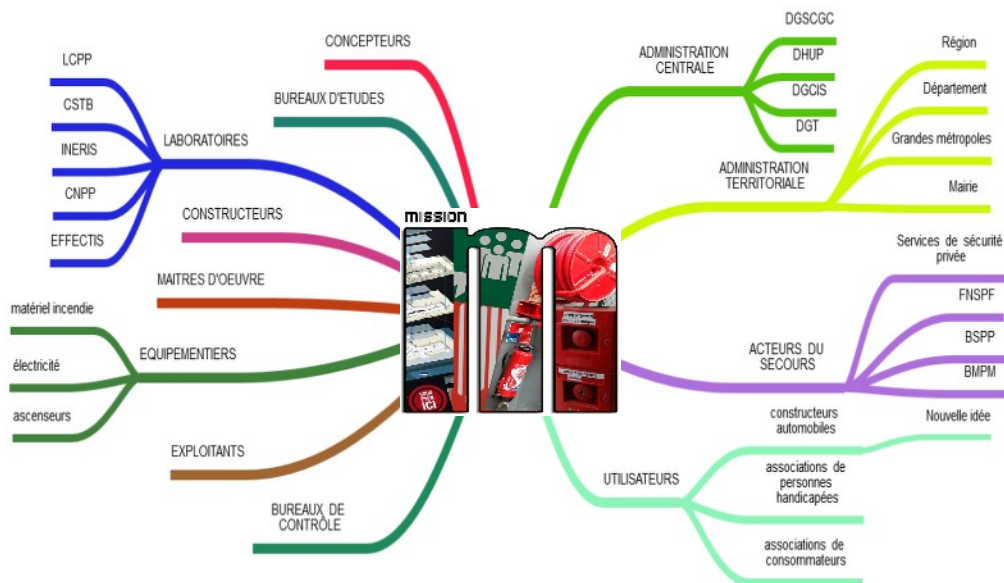 mission
CONCEPTEURS
BUREAUX D'ETUDES
LABORATOIRES
LCPP
CSTB
INERIS
CNPP
EFFECTIS
CONSTRUCTEURS
MAITRES D'OEUVRE
EQUIPEMENTIERS
matériel incendie
électricité
ascenseurs
EXPLOITANTS
BUREAUX DE
CONTRÔLE
ADMINISTRATION
CENTRALE
DGSCGC
DHUP
DGCIS
DGT
ADMINISTRATION
TERRITORIALE
Région
Département
Grandes métropoles
Mairie
ACTEURS DU
SECOURS
Services de sécurité
privée
FNSPF
BSPP
BMPM
UTILISATEURS
constructeurs
automobiles
Nouvelle idée
associations de
personnes
handicapées
associations de
consommateurs
ICI